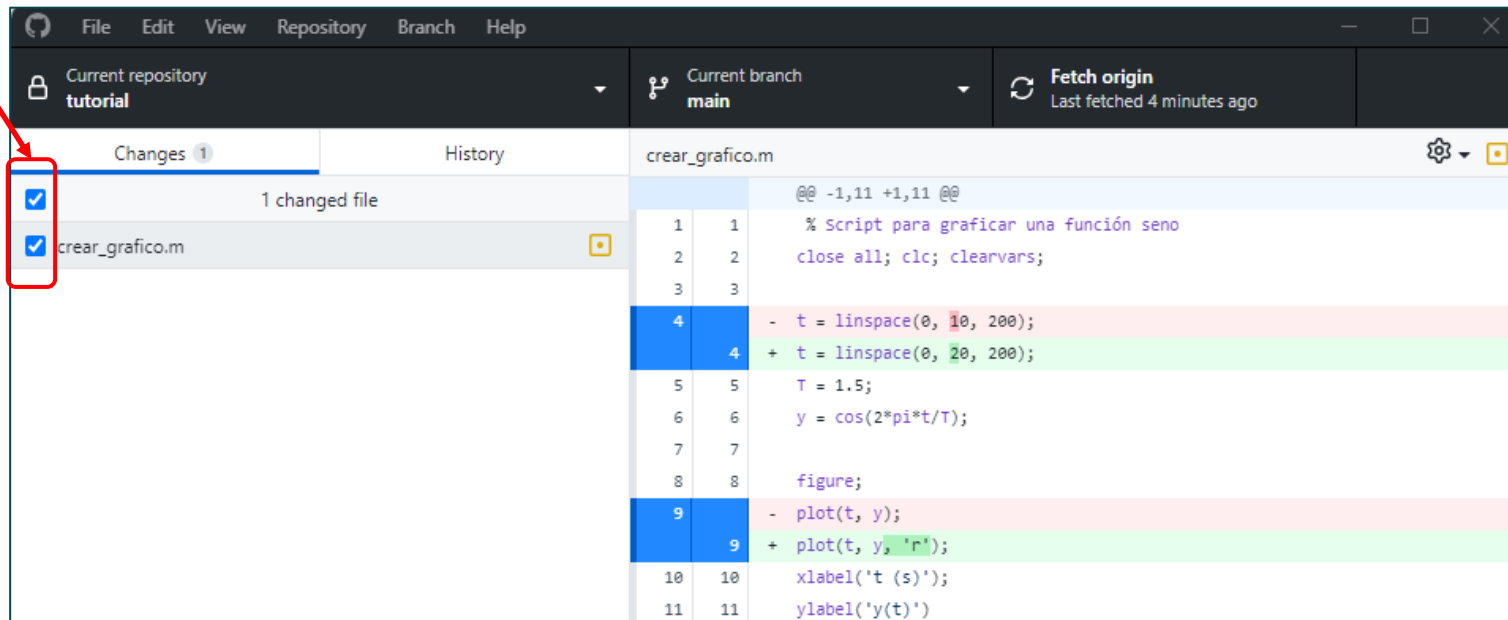 File Edit View Repository Branch Help
Current repository
tutorial
Current branch
main
Fetch origin
Last fetched 4 minutes ago
Changes 1
History
1 changed file
crear_grafico.m
crear_grafico.m
@@ -1,11 +1,11 @@
1 1 % Script para graficar una función seno
2 2 close all; clc; clearvars;
3 3
4 - t = linspace(0, 10, 200);
4 + t = linspace(0, 20, 200);
5 5 T = 1.5;
6 6 y = cos(2*pi*t/T);
7 7
8 8 figure;
9 - plot(t, y);
9 + plot(t, y, 'r');
10 10 xlabel('t (s)');
11 11 ylabel('y(t)')